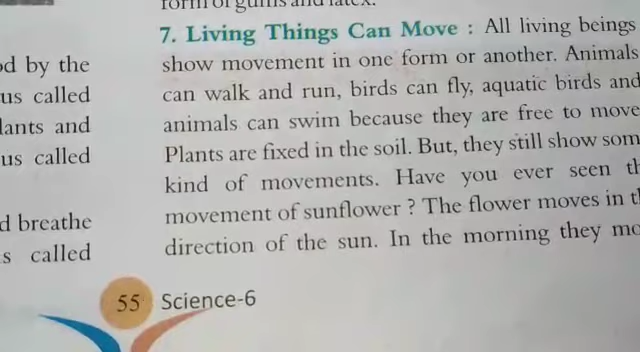 form of gums and latex.
7. Living Things Can Move : All living beings
show movement in one form or another. Animals
can walk and run, birds can fly, aquatic birds and
animals can swim because they are free to move
Plants are fixed in the soil. But, they still show som
kind of movements. Have you ever seen th
movement of sunflower ? The flower moves in th
direction of the sun. In the morning they mo
od by the
us called
lants and
us called
d breathe
s called
55 Science-6